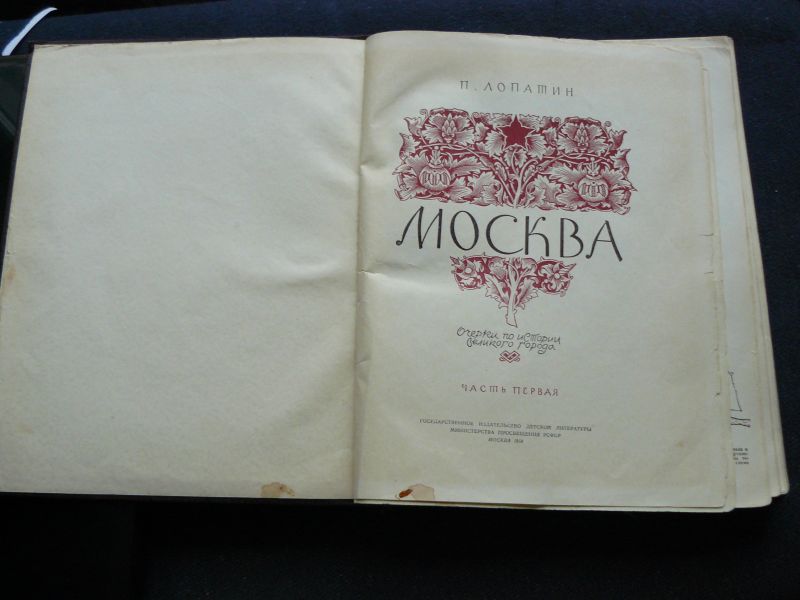 П. ЛОПАТИН
МОСКВА
Очерки по истории
великого города
ЧАСТЬ ПЕРВАЯ
ГОСУДАРСТВЕННОЕ ИЗДАТЕЛЬСТВО ДЕТСКОЙ ЛИТЕРАТУРЫ
МИНИСТЕРСТВА ПРОСВЕЩЕНИЯ РСФСР
МОСКВА